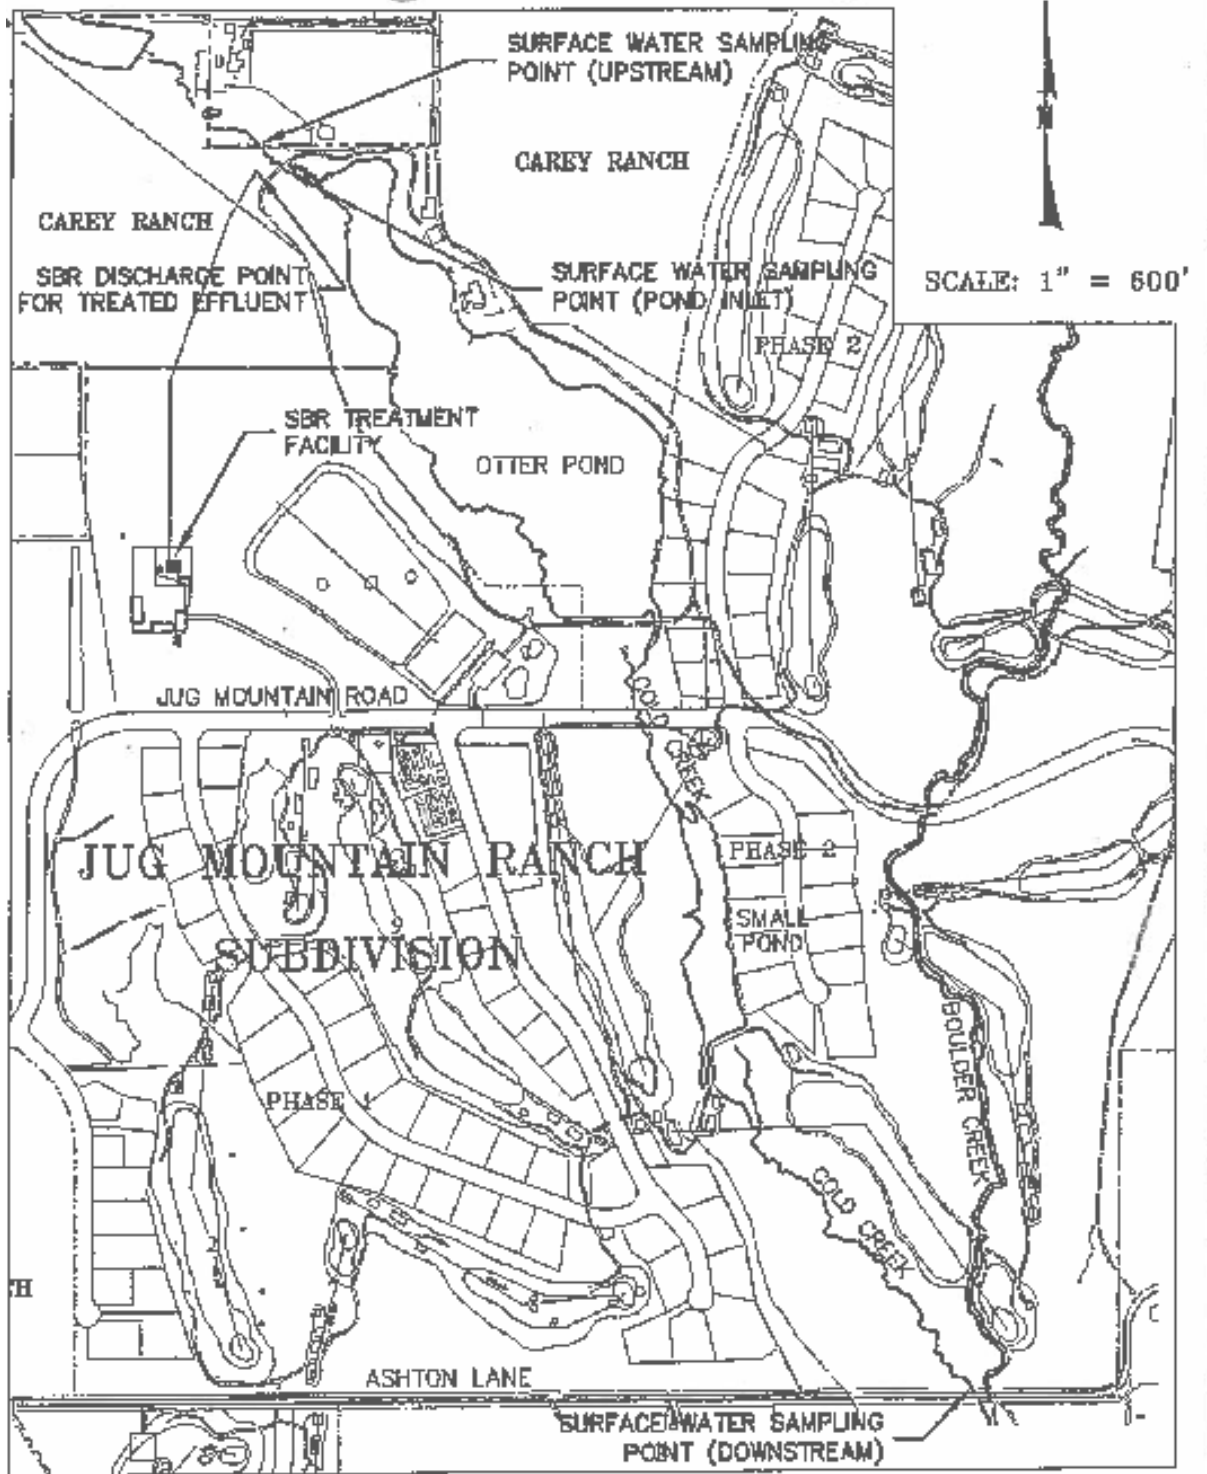 SURFACE WATER SAMPLING
POINT (UPSTREAM)
N
CAREY RANCH
CAREY RANCH
SBR DISCHARGE POINT
FOR TREATED EFFLUENT
SURFACE WATER SAMPLING
POINT (POND INLET)
SCALE: 1" = 600'
PHASE 2
SBR TREATMENT
FACILITY
OTTER POND
JUG MOUNTAIN ROAD
COLD CREEK
JUG MOUNTAIN RANCH
SUBDIVISION
PHASE 2
SMALL
POND
9
BOULDER CREEK
PHASE 1
COLD CREEK
H
ASHTON LANE
SURFACE WATER SAMPLING
POINT (DOWNSTREAM)